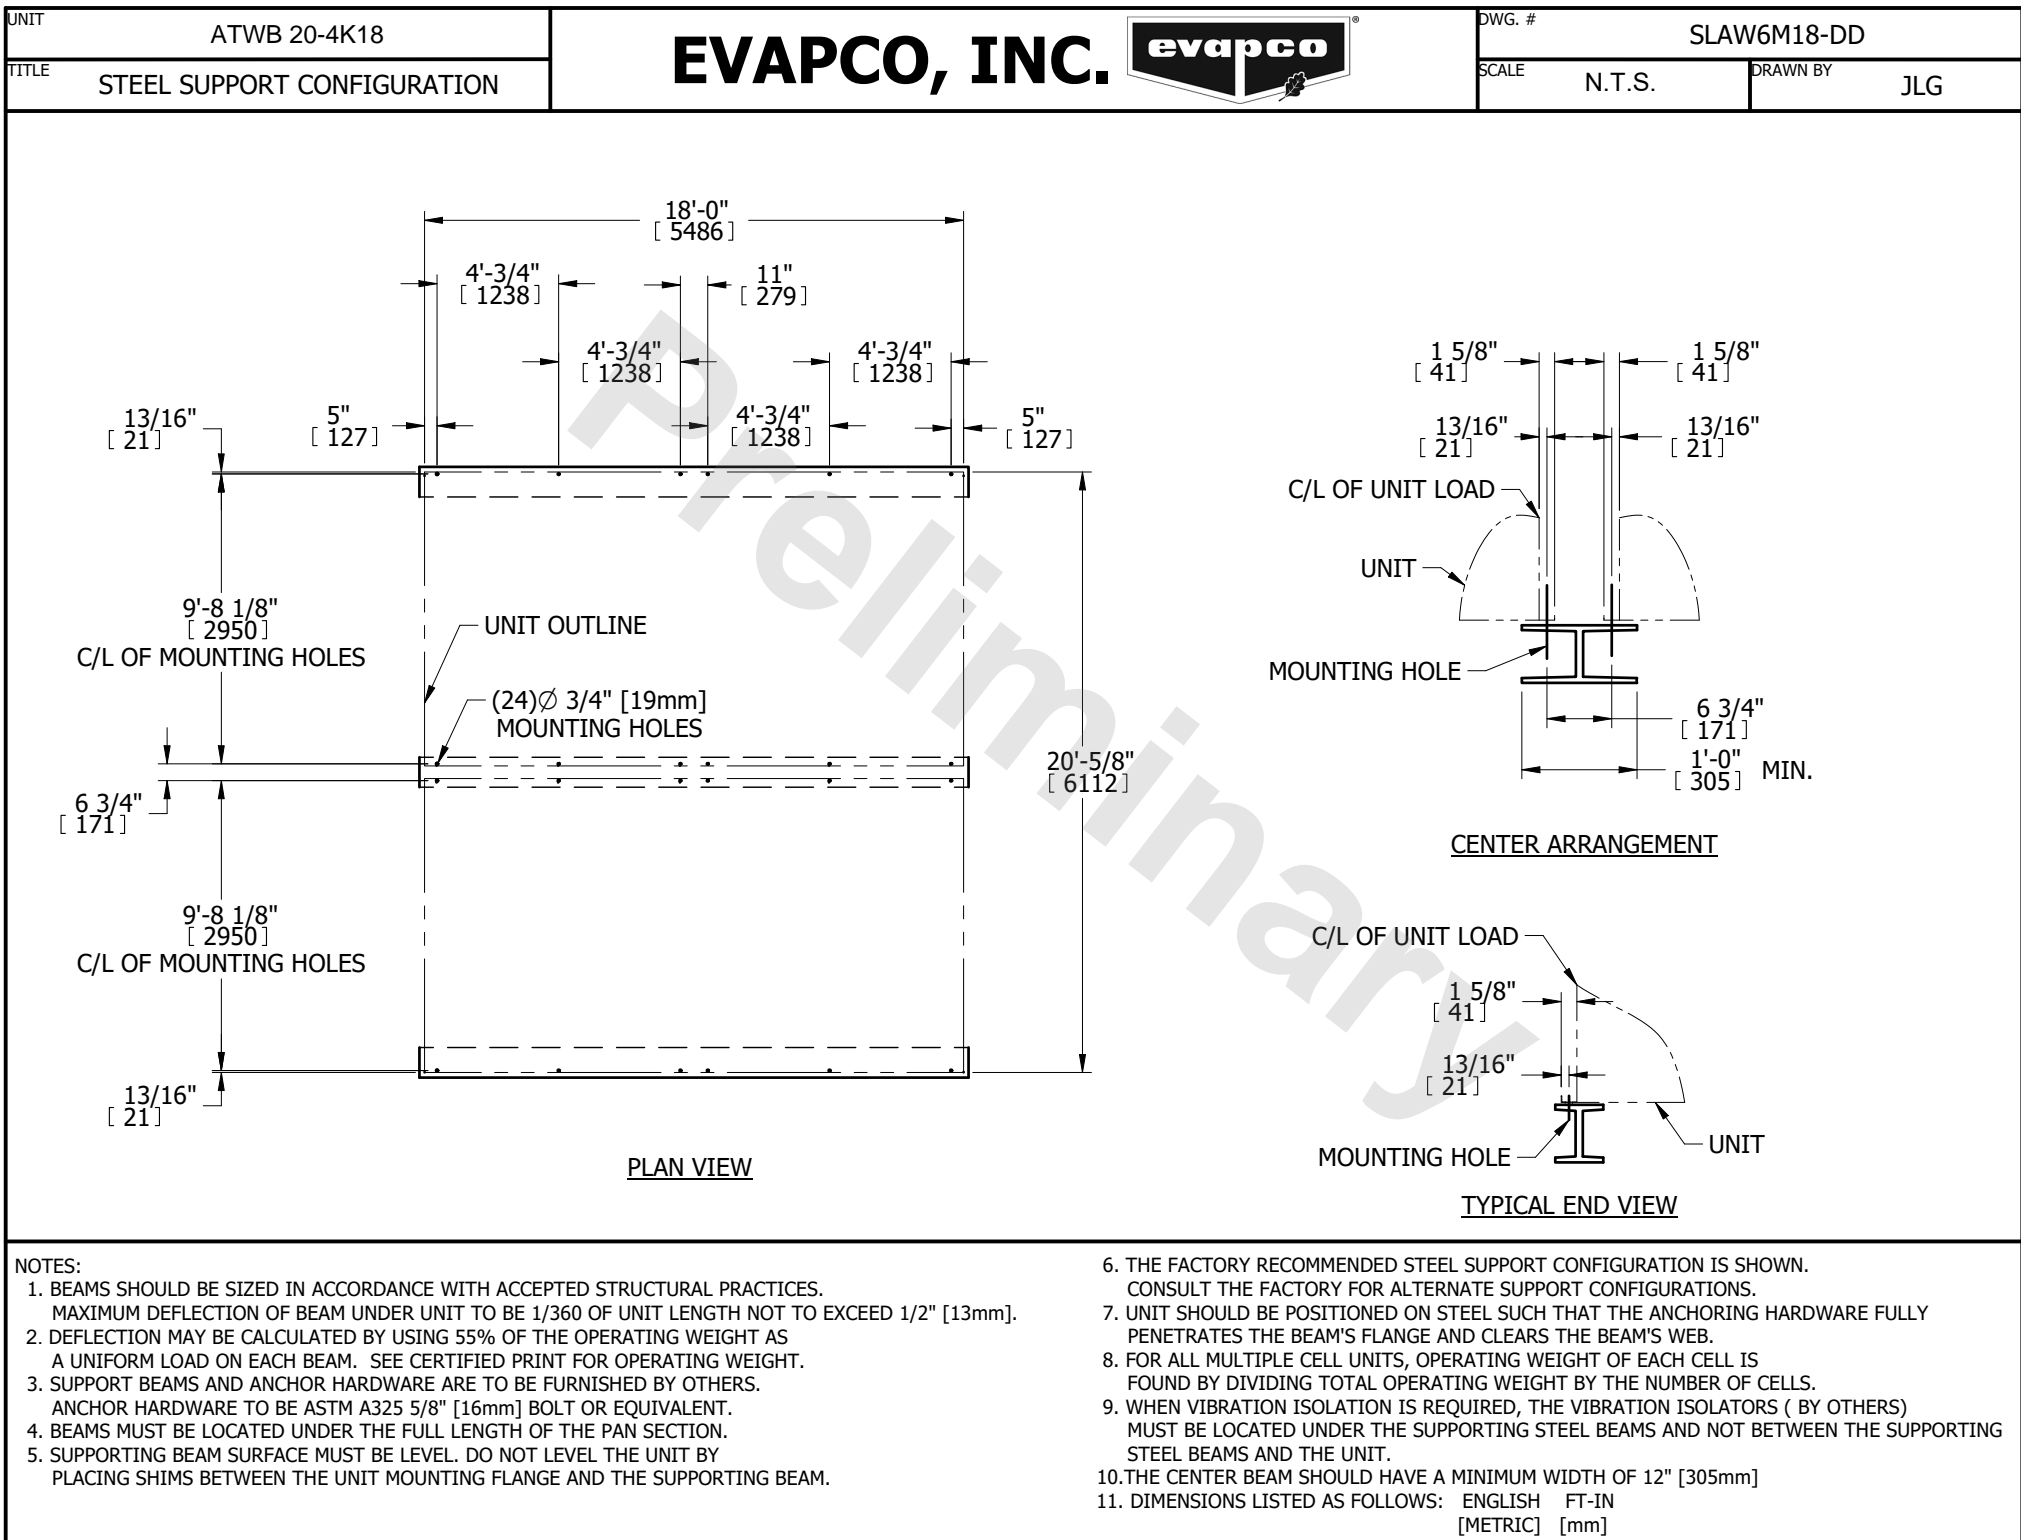 UNIT
ATWB 20-4K18
TITLE
STEEL SUPPORT CONFIGURATION
EVAPCO, INC.
evapco
®
DWG. #
SLAW6M18-DD
SCALE
N.T.S.
DRAWN BY
JLG
18'-0"
[ 5486]
4'-3/4"
[ 1238]
11"
[ 279]
4'-3/4"
[ 1238]
4'-3/4"
[ 1238]
13/16"
[ 21]
5"
[ 127]
4'-3/4"
[ 1238]
5"
[ 127]
9'-8 1/8"
[ 2950]
C/L OF MOUNTING HOLES
UNIT OUTLINE
(24)∅ 3/4" [19mm]
MOUNTING HOLES
20'-5/8"
[ 6112]
6 3/4"
[ 171]
9'-8 1/8"
[ 2950]
C/L OF MOUNTING HOLES
13/16"
[ 21]
PLAN VIEW
Preliminary
1 5/8"
[ 41]
1 5/8"
[ 41]
13/16"
[ 21]
13/16"
[ 21]
C/L OF UNIT LOAD
UNIT
MOUNTING HOLE
6 3/4"
[ 171]
1'-0"
[ 305]
MIN.
CENTER ARRANGEMENT
C/L OF UNIT LOAD
1 5/8"
[ 41]
13/16"
[ 21]
MOUNTING HOLE
UNIT
TYPICAL END VIEW
NOTES:
1. BEAMS SHOULD BE SIZED IN ACCORDANCE WITH ACCEPTED STRUCTURAL PRACTICES.
MAXIMUM DEFLECTION OF BEAM UNDER UNIT TO BE 1/360 OF UNIT LENGTH NOT TO EXCEED 1/2" [13mm].
2. DEFLECTION MAY BE CALCULATED BY USING 55% OF THE OPERATING WEIGHT AS
A UNIFORM LOAD ON EACH BEAM. SEE CERTIFIED PRINT FOR OPERATING WEIGHT.
3. SUPPORT BEAMS AND ANCHOR HARDWARE ARE TO BE FURNISHED BY OTHERS.
ANCHOR HARDWARE TO BE ASTM A325 5/8" [16mm] BOLT OR EQUIVALENT.
4. BEAMS MUST BE LOCATED UNDER THE FULL LENGTH OF THE PAN SECTION.
5. SUPPORTING BEAM SURFACE MUST BE LEVEL. DO NOT LEVEL THE UNIT BY
PLACING SHIMS BETWEEN THE UNIT MOUNTING FLANGE AND THE SUPPORTING BEAM.
6. THE FACTORY RECOMMENDED STEEL SUPPORT CONFIGURATION IS SHOWN.
CONSULT THE FACTORY FOR ALTERNATE SUPPORT CONFIGURATIONS.
7. UNIT SHOULD BE POSITIONED ON STEEL SUCH THAT THE ANCHORING HARDWARE FULLY
PENETRATES THE BEAM'S FLANGE AND CLEARS THE BEAM'S WEB.
8. FOR ALL MULTIPLE CELL UNITS, OPERATING WEIGHT OF EACH CELL IS
FOUND BY DIVIDING TOTAL OPERATING WEIGHT BY THE NUMBER OF CELLS.
9. WHEN VIBRATION ISOLATION IS REQUIRED, THE VIBRATION ISOLATORS ( BY OTHERS)
MUST BE LOCATED UNDER THE SUPPORTING STEEL BEAMS AND NOT BETWEEN THE SUPPORTING
STEEL BEAMS AND THE UNIT.
10.THE CENTER BEAM SHOULD HAVE A MINIMUM WIDTH OF 12" [305mm]
11. DIMENSIONS LISTED AS FOLLOWS: ENGLISH FT-IN
[METRIC] [mm]